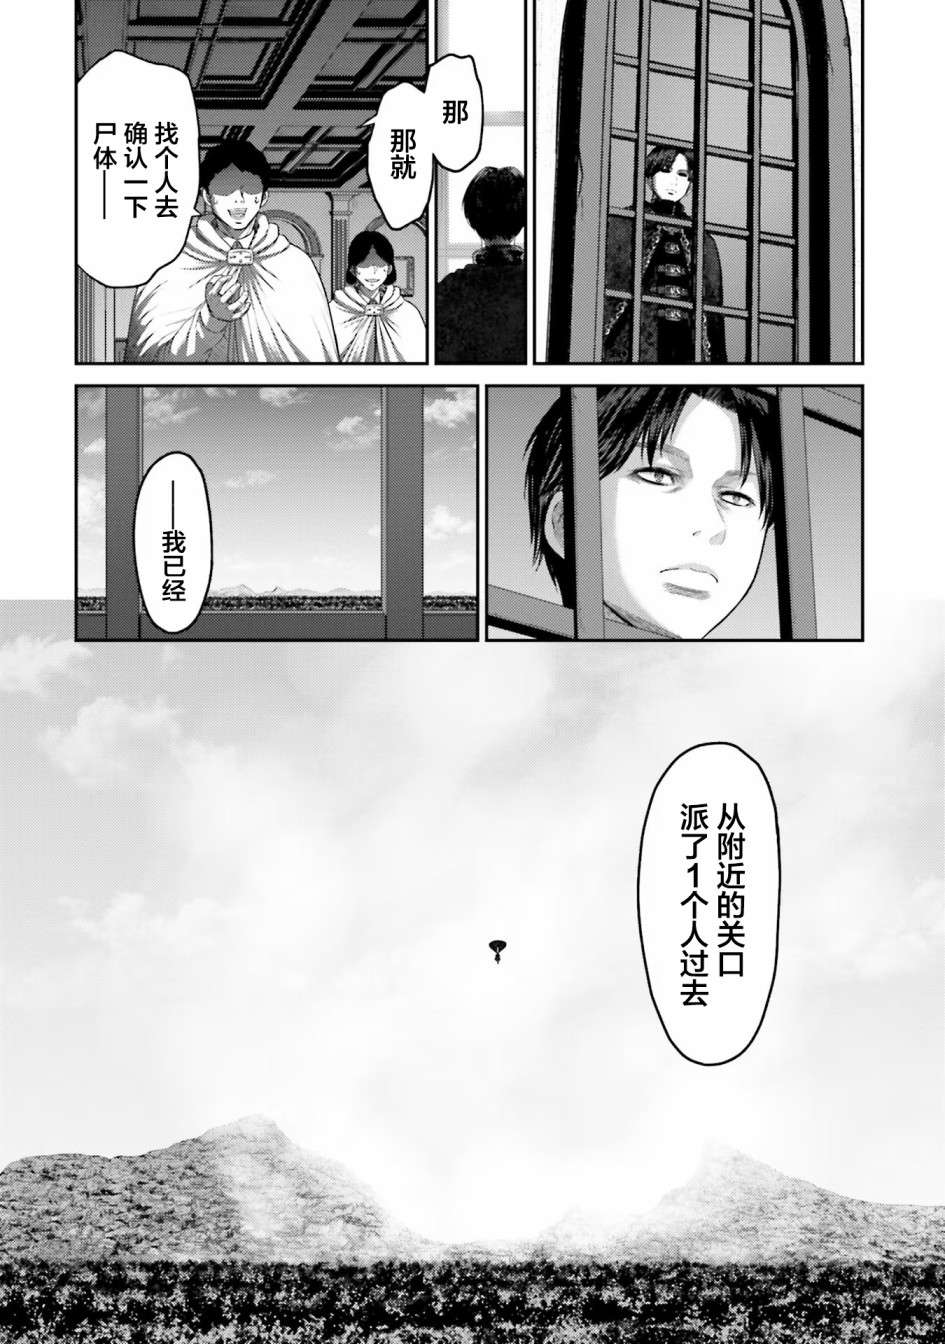 那
那就
找个人去
确认一下
尸体——
——我已经
从附近的关口
派了1个人过去